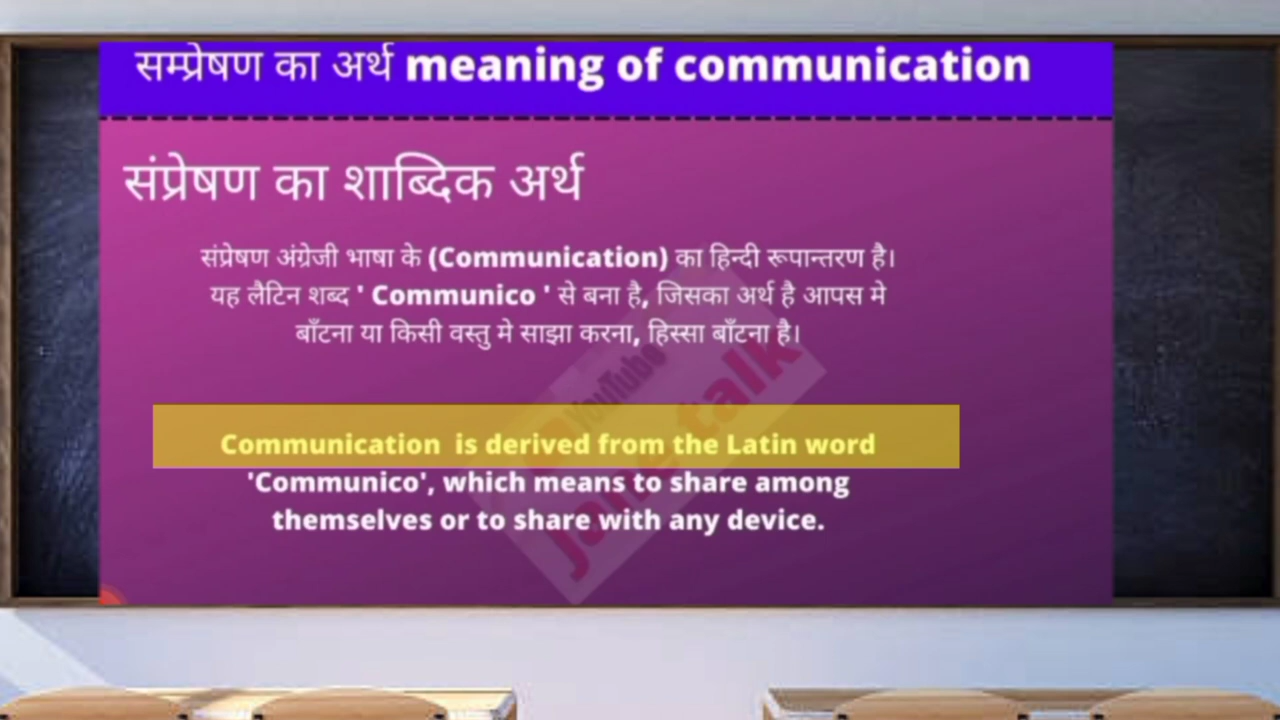 सम्प्रेषण का अर्थ meaning of communication
संप्रेषण का शाब्दिक अर्थ
संप्रेषण अंग्रेजी भाषा के (Communication) का हिन्दी रूपान्तरण है।
यह लैटिन शब्द ' Communico ' से बना है, जिसका अर्थ है आपस मे
बाँटना या किसी वस्तु मे साझा करना, हिस्सा बाँटना है।
YouTube
talk
Communication is derived from the Latin word
'Communico', which means to share among
themselves or to share with any device.